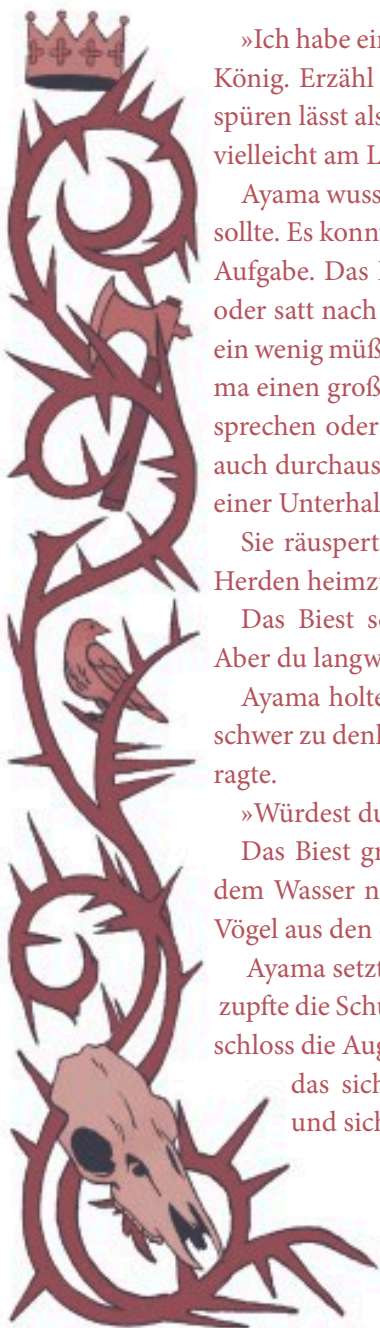 »Ich habe ein
König. Erzähl
spüren lässt als
vielleicht am L
Ayama wuss
sollte. Es konn
Aufgabe. Das
oder satt nach
ein wenig müß
ma einen groß
sprechen oder
auch durchaus
einer Unterhal
Sie räuspert
Herden heimz
Das Biest s
Aber du langw
Ayama holte
schwer zu denk
ragte.
»Würdest du
Das Biest gr
dem Wasser n
Vögel aus den
Ayama setzt
zupfte die Schu
schloss die Aug
das sich
und sich